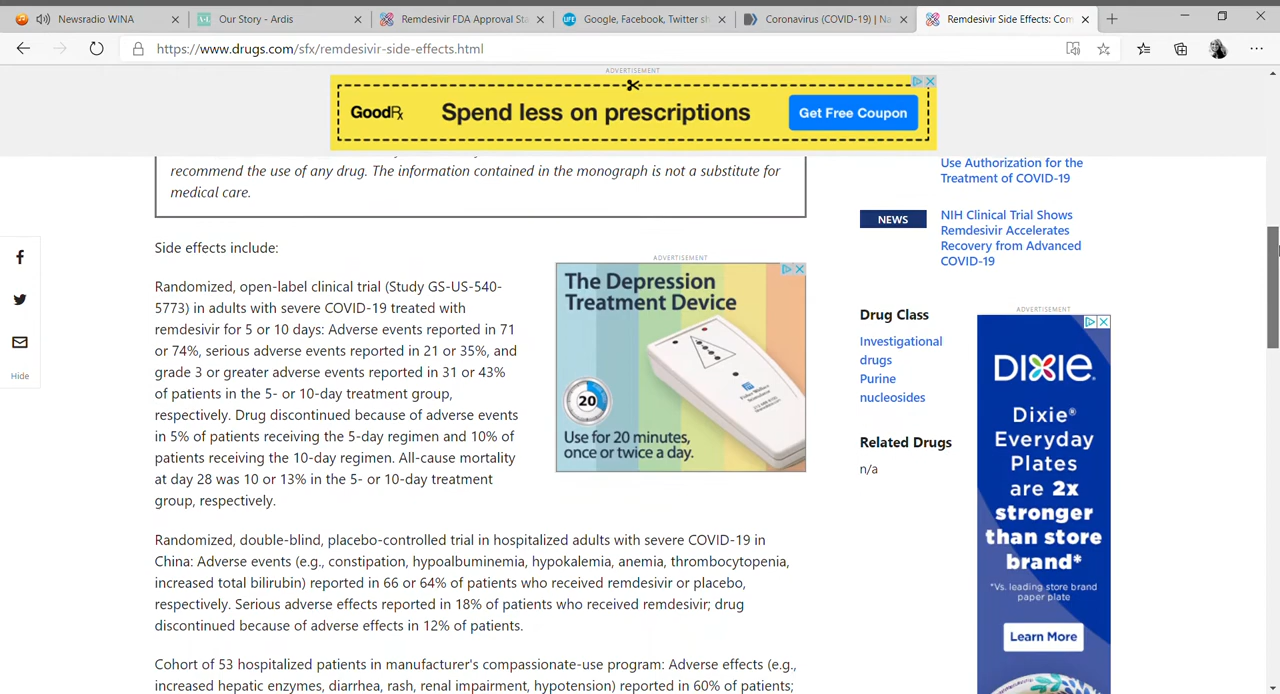 Newsradio WINA
Our Story - Ardis
Remdesivir FDA Approval Sta
Google, Facebook, Twitter sh
Coronavirus (COVID-19) | Na
Remdesivir Side Effects: Com
https://www.drugs.com/sfx/remdesivir-side-effects.html
ADVERTISEMENT
GoodRx
Spend less on prescriptions
Get Free Coupon
recommend the use of any drug. The information contained in the monograph is not a substitute for
medical care.
Use Authorization for the
Treatment of COVID-19
NEWS
NIH Clinical Trial Shows
Remdesivir Accelerates
Recovery from Advanced
COVID-19
Hide
Side effects include:
Randomized, open-label clinical trial (Study GS-US-540-
5773) in adults with severe COVID-19 treated with
remdesivir for 5 or 10 days: Adverse events reported in 71
or 74%, serious adverse events reported in 21 or 35%, and
grade 3 or greater adverse events reported in 31 or 43%
of patients in the 5- or 10-day treatment group,
respectively. Drug discontinued because of adverse events
in 5% of patients receiving the 5-day regimen and 10% of
patients receiving the 10-day regimen. All-cause mortality
at day 28 was 10 or 13% in the 5- or 10-day treatment
group, respectively.
ADVERTISEMENT
The Depression
Treatment Device
20
Use for 20 minutes,
once or twice a day.
Randomized, double-blnd, placebo-controlled trial in hospitalized adults with severe COVID-19 in
China: Adverse events (e.g., constipation, hypoalbuminemia, hypokalemia, anemia, thrombocytopenia,
increased total bilirubin) reported in 66 or 64% of patients who received remdesivir or placebo,
respectively. Serious adverse effects reported in 18% of patients who received remdesivir; drug
discontinued because of adverse effects in 12% of patients.
Cohort of 53 hospitalized patients in manufacturer's compassionate-use program: Adverse effects (e.g.,
increased hepatic enzymes, diarrhea, rash, renal impairment, hypotension) reported in 60% of patients;
Drug Class
Investigational
drugs
Purine
nucleosides
Related Drugs
n/a
ADVERTISEMENT
DIXIE
Dixie®
Everyday
Plates
are 2x
stronger
than store
brand*
*Vs. leading store brand
paper plate
Learn More